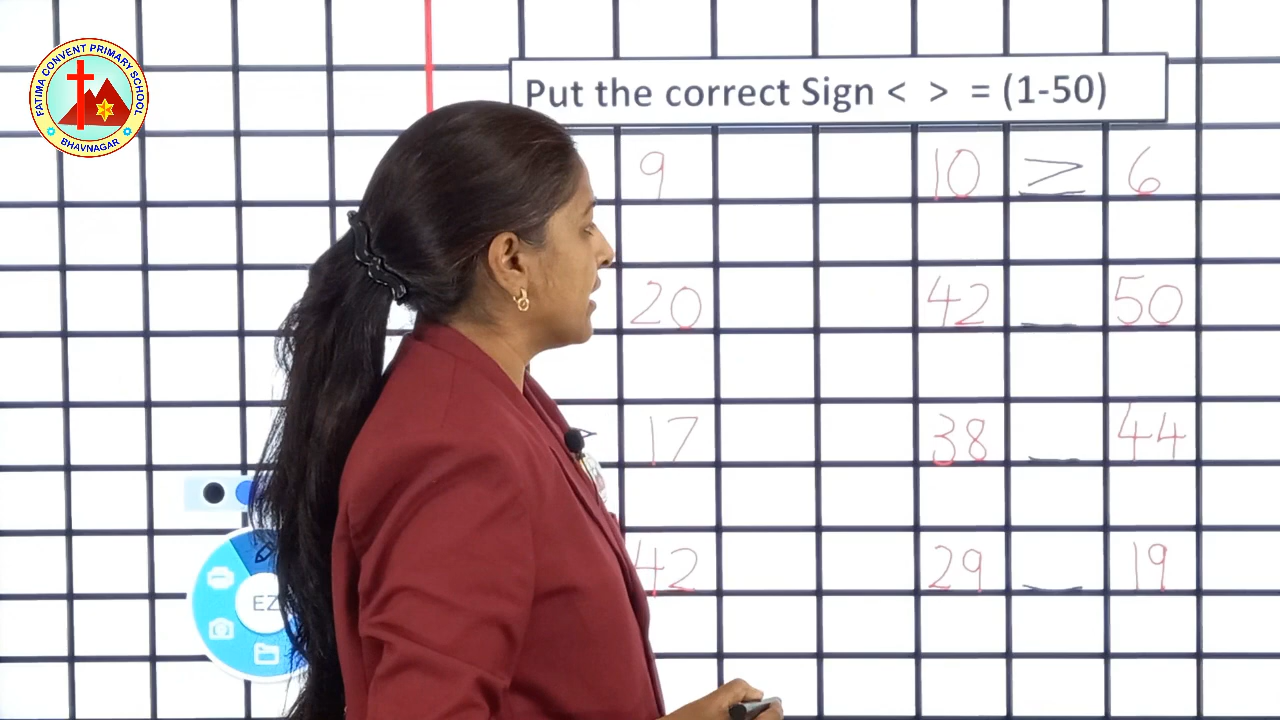 FATIMA CONVENT PRIMARY SCHOOL
BHAVNAGAR
Put the correct Sign < > = (1-50)
9 10 > 6
20 42 _ 50
17 38 _ 44
42 29 _ 19
EZ